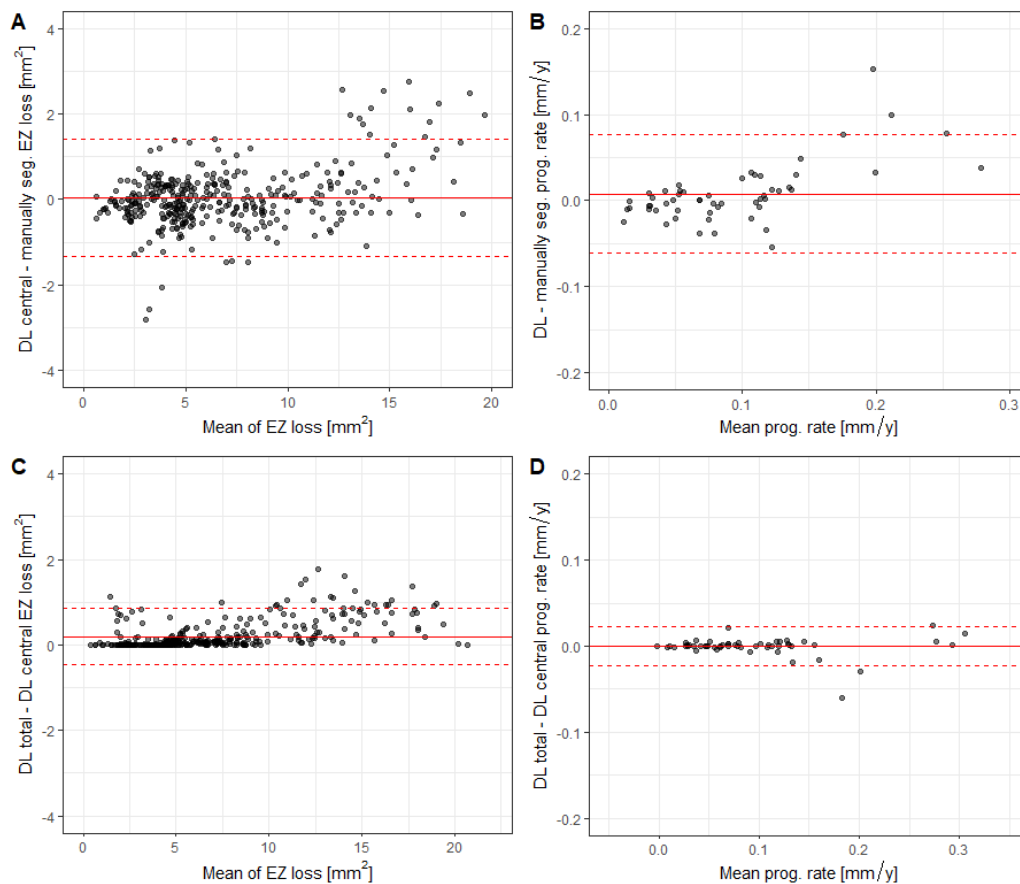 A
DL central - manually seg. EZ loss [mm²]
4
2
0
-2
-4
0 5 10 15 20
Mean of EZ loss [mm²]
B
DL - manually seg. prog. rate [mm/y]
0.2
0.1
0.0
-0.1
-0.2
0.0 0.1 0.2 0.3
Mean prog. rate [mm/y]
C
DL total - DL central EZ loss [mm²]
4
2
0
-2
-4
0 5 10 15 20
Mean of EZ loss [mm²]
D
DL total - DL central prog. rate [mm/y]
0.2
0.1
0.0
-0.1
-0.2
0.0 0.1 0.2 0.3
Mean prog. rate [mm/y]